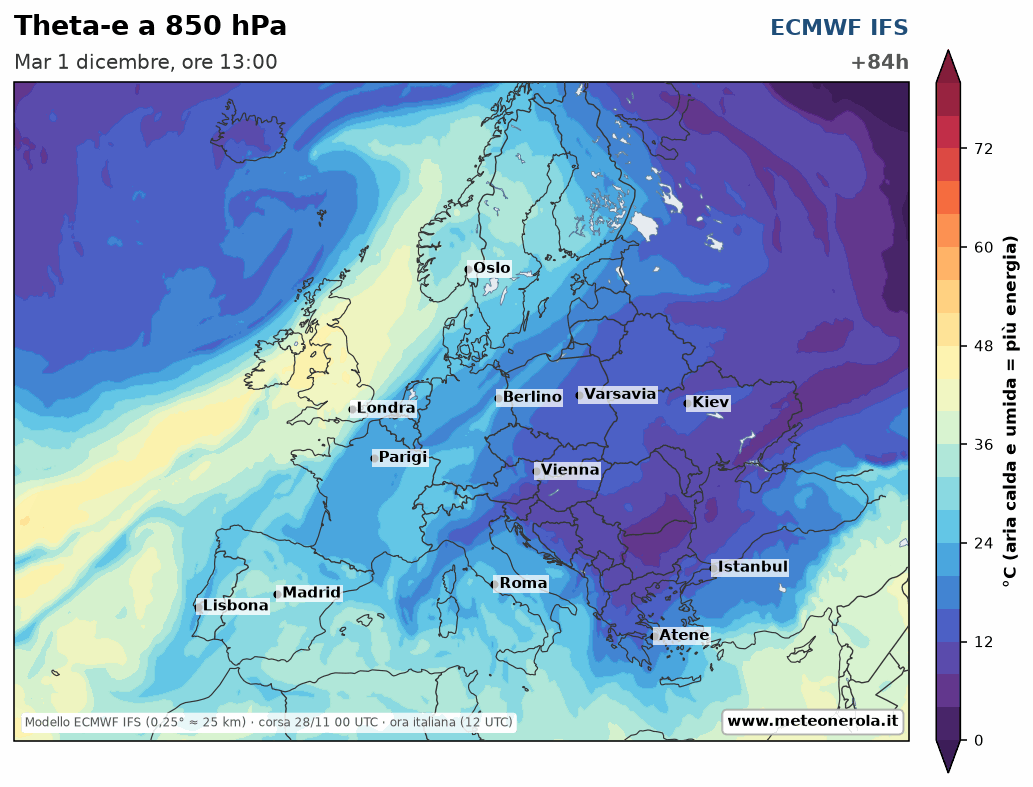 Theta-e a 850 hPa
ECMWF IFS
Mar 1 dicembre, ore 13:00
+84h
Oslo
Londra
Berlino
Varsavia
Kiev
Parigi
Vienna
Istanbul
Roma
Madrid
Lisbona
Atene
72
60
48
36
24
12
0
°C (aria calda e umida = più energia)
Modello ECMWF IFS (0,25° ≈ 25 km) · corsa 28/11 00 UTC · ora italiana (12 UTC)
www.meteonerola.it